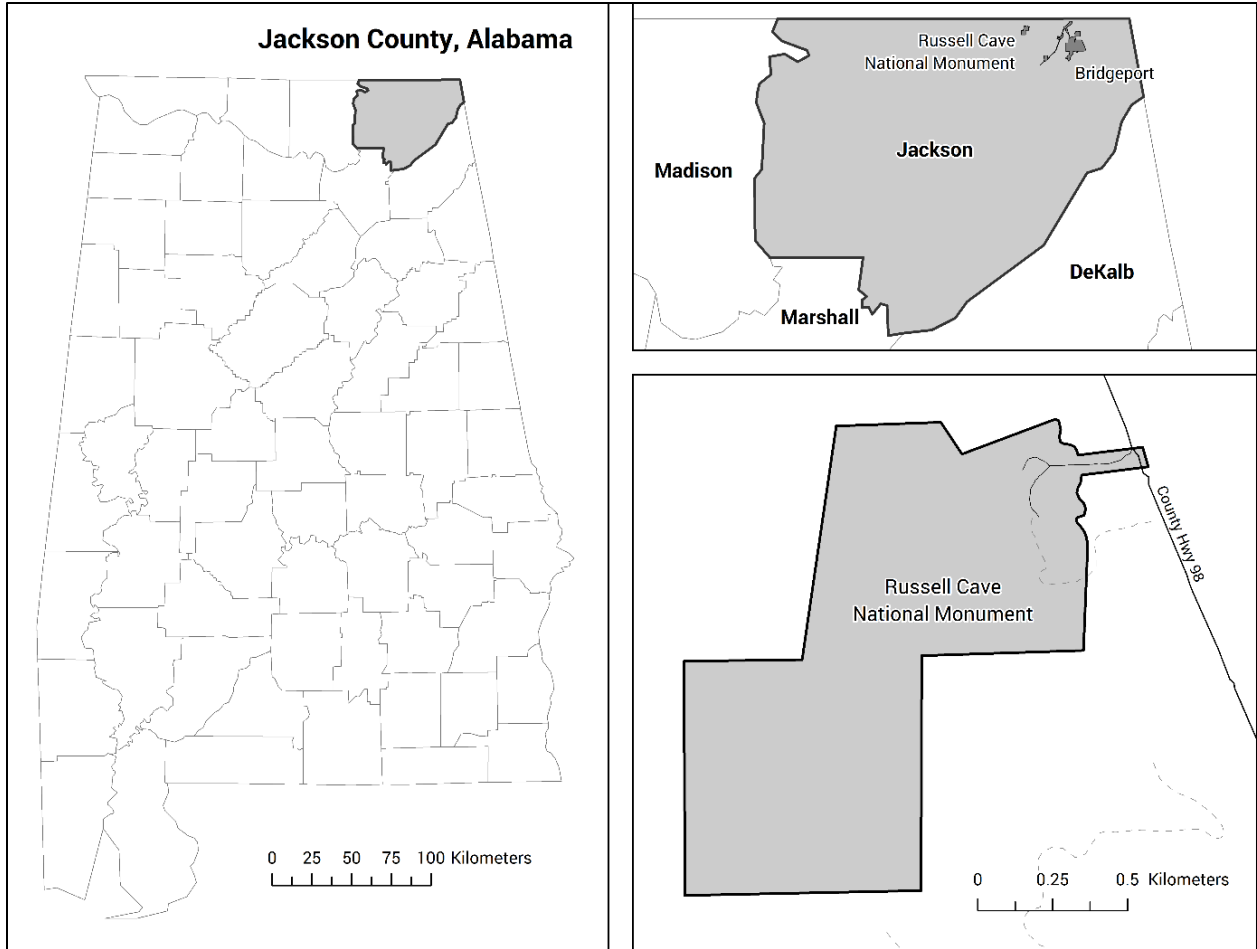 Jackson County, Alabama
0 25 50 75 100 Kilometers
Russell Cave
National Monument
Bridgeport
Jackson
Madison
DeKalb
Marshall
County Hwy 98
Russell Cave
National Monument
0 0.25 0.5 Kilometers